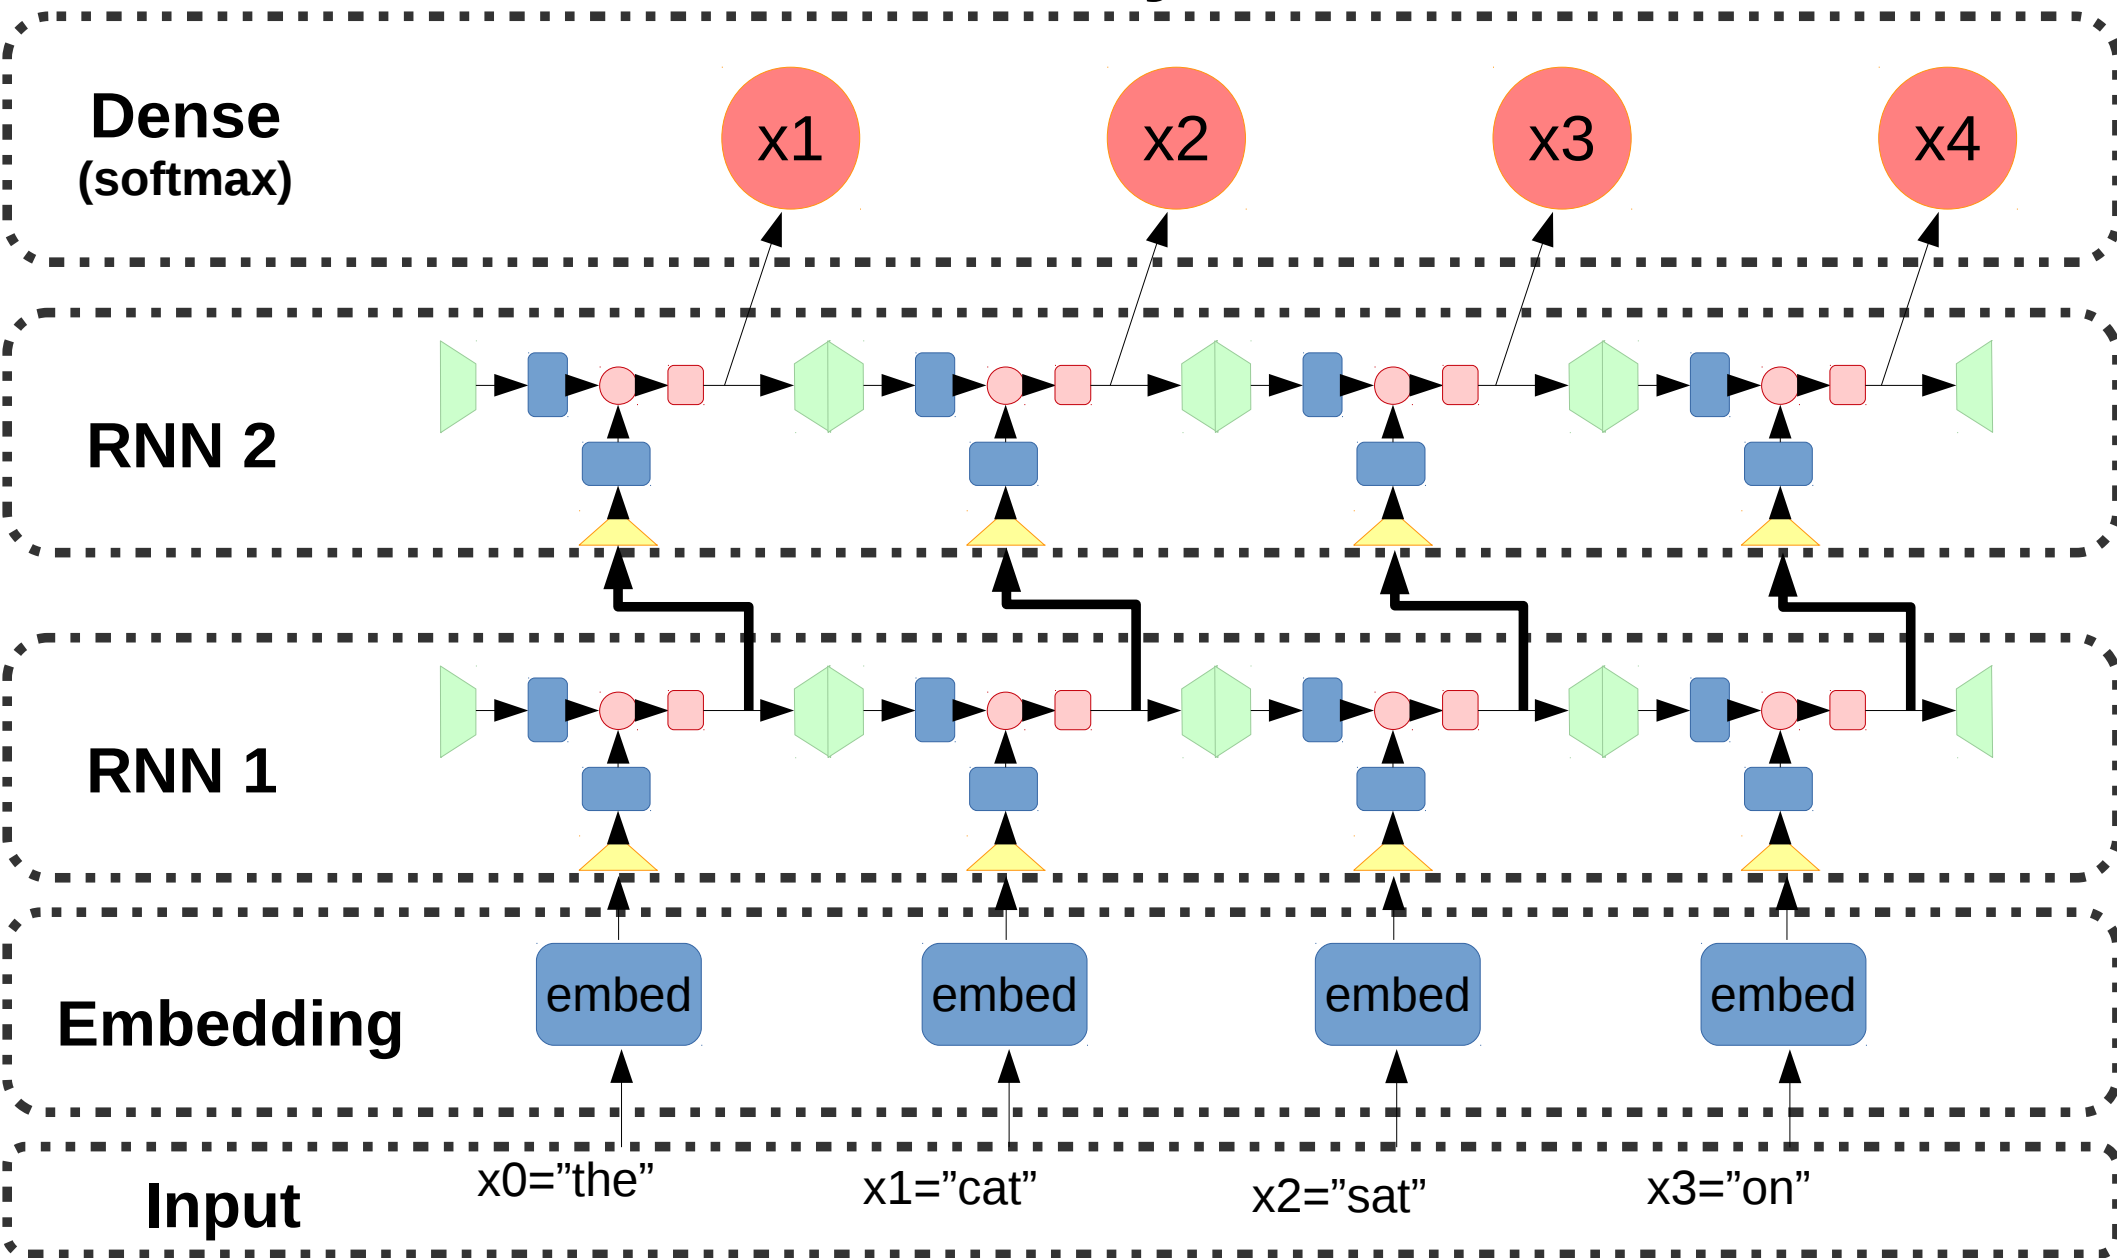 Dense
(softmax)
x1
x2
x3
x4
RNN 2
RNN 1
Embedding
embed
embed
embed
embed
Input
x0=”the”
x1=”cat”
x2=”sat”
x3=”on”